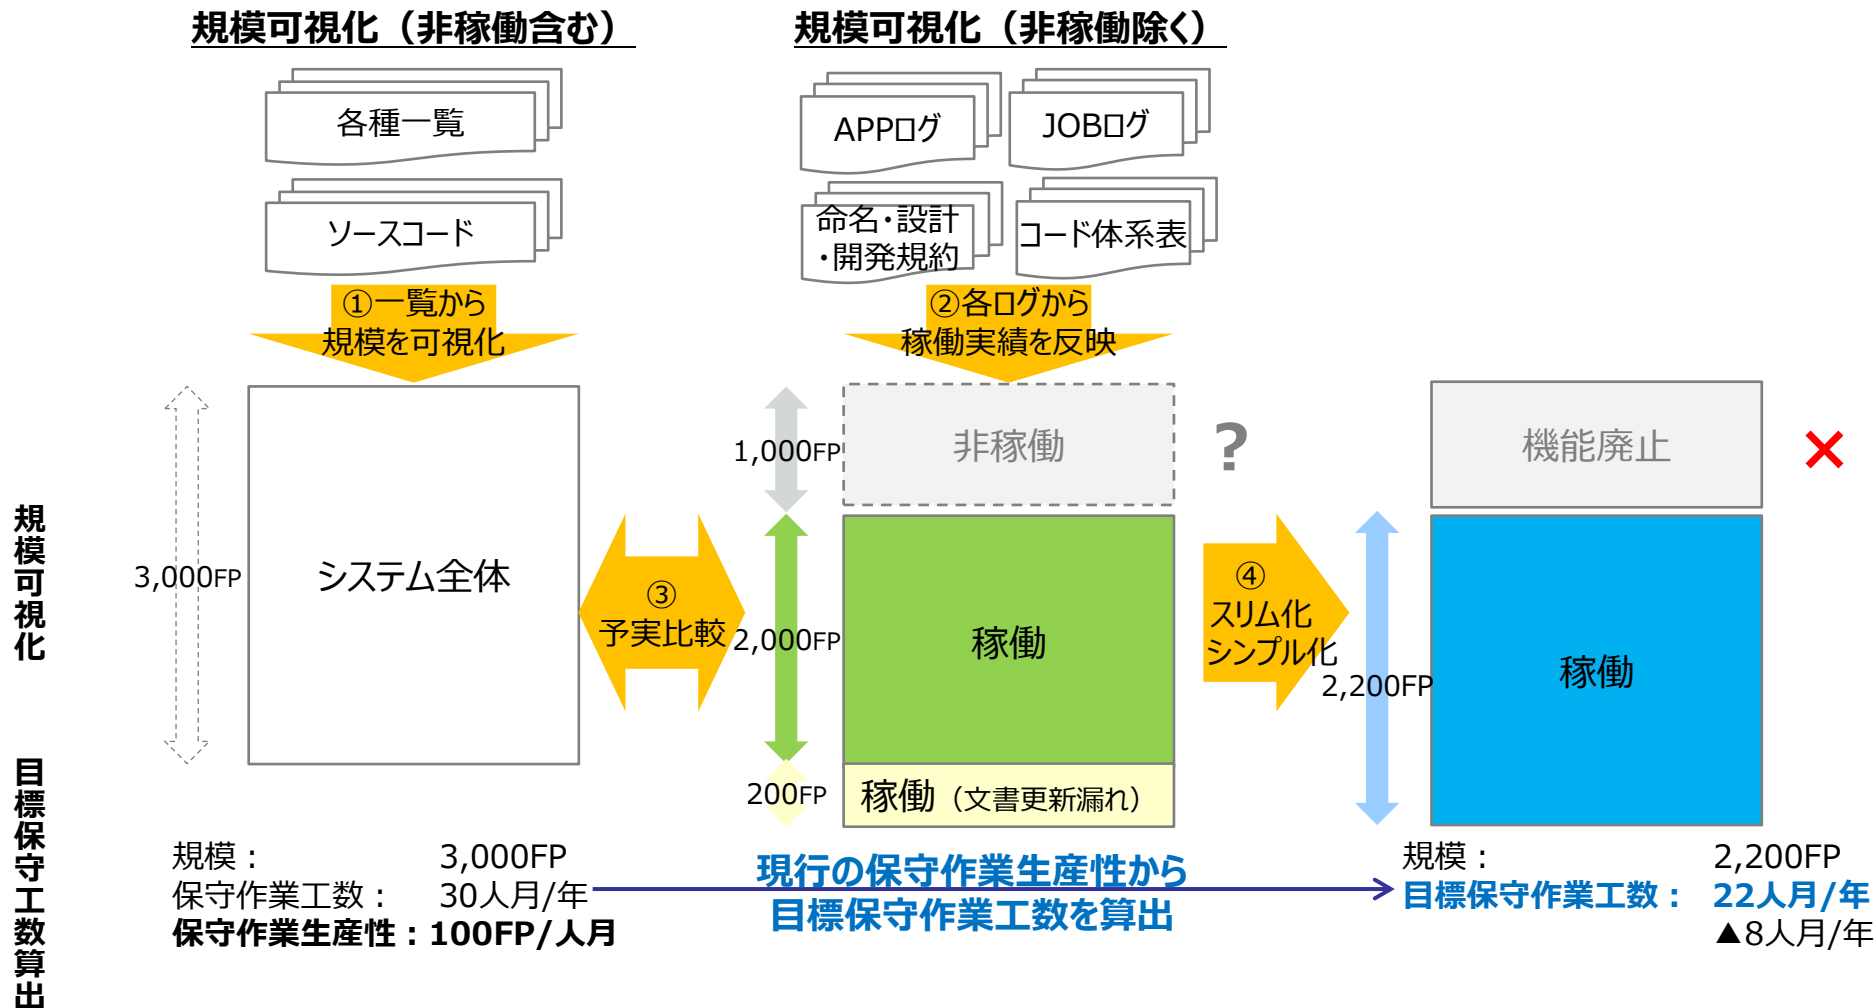 規模可視化（非稼働含む）
規模可視化（非稼働除く）
各種一覧
ソースコード
APPログ
JOBログ
命名・設計
・開発規約
コード体系表
①一覧から
規模を可視化
②各ログから
稼働実績を反映
規模可視化
3,000FP
システム全体
③
予実比較
1,000FP
非稼働
?
2,000FP
稼働
200FP
稼働（文書更新漏れ）
④
スリム化
シンプル化
機能廃止
×
2,200FP
稼働
目標保守工数算出
規模： 3,000FP
保守作業工数： 30人月/年
保守作業生産性：100FP/人月
現行の保守作業生産性から
目標保守作業工数を算出
規模： 2,200FP
目標保守作業工数： 22人月/年
▲8人月/年